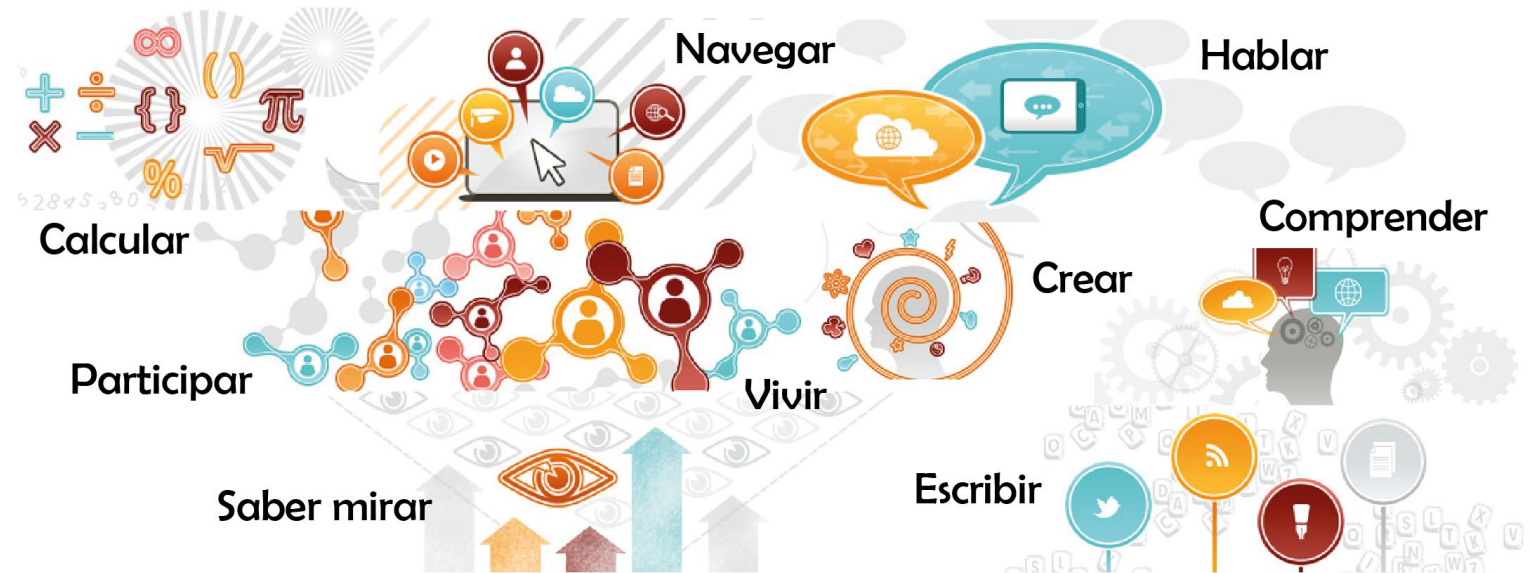 Navegar
Hablar
Calcular
Comprender
Crear
Participar
Vivir
Saber mirar
Escribir